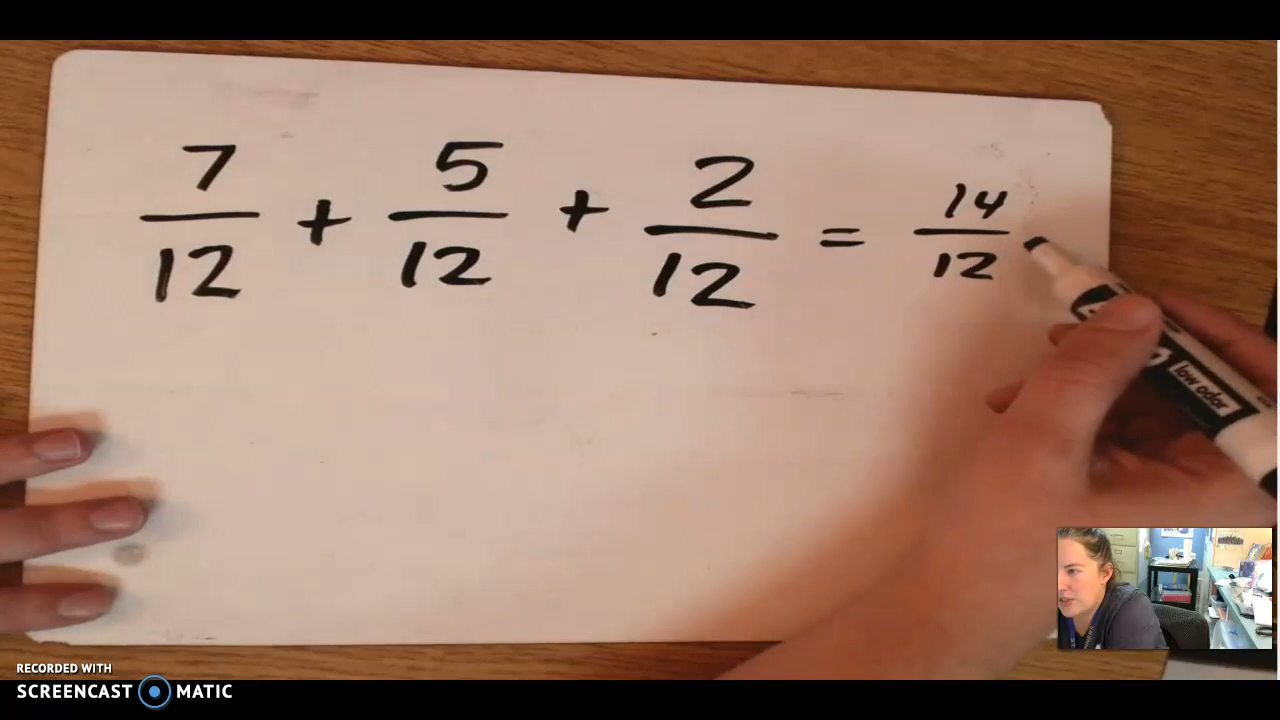 7/12 + 5/12 + 2/12 = 14/12
low odor
RECORDED WITH
SCREENCAST MATIC